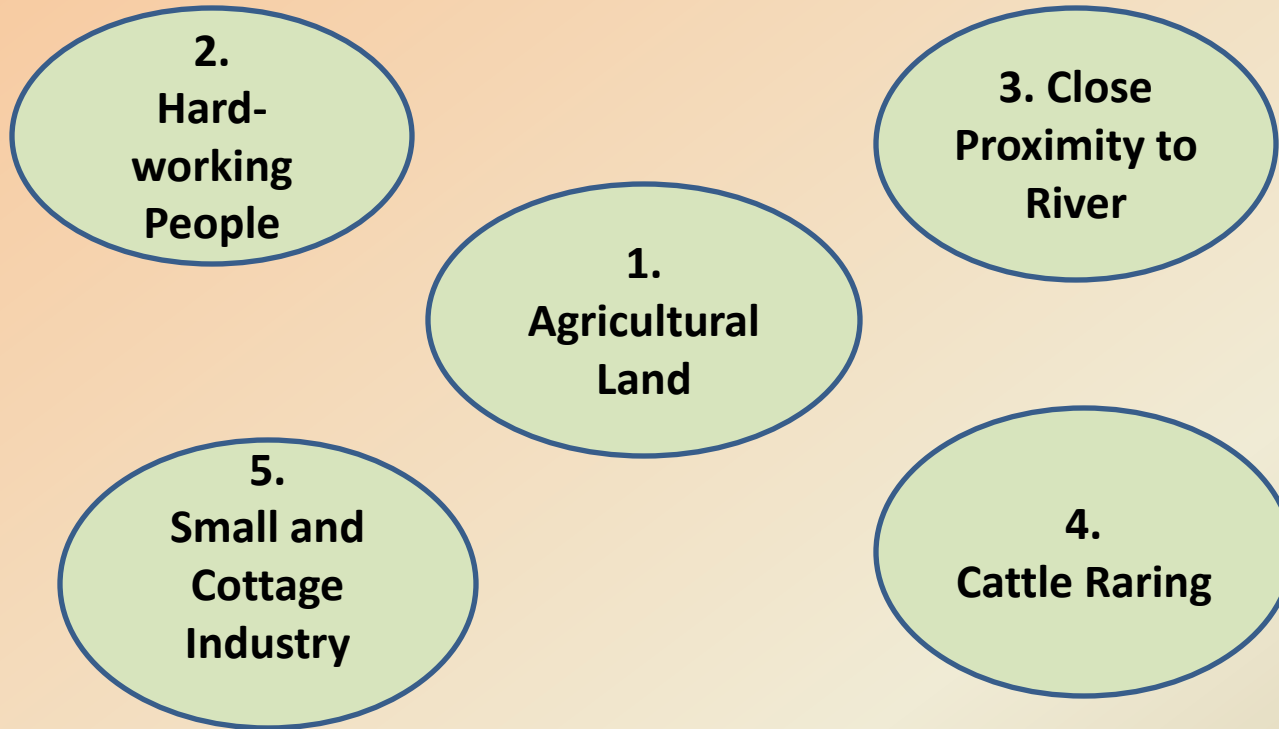 2.
Hard-
working
People
3. Close
Proximity to
River
1.
Agricultural
Land
5.
Small and
Cottage
Industry
4.
Cattle Raring